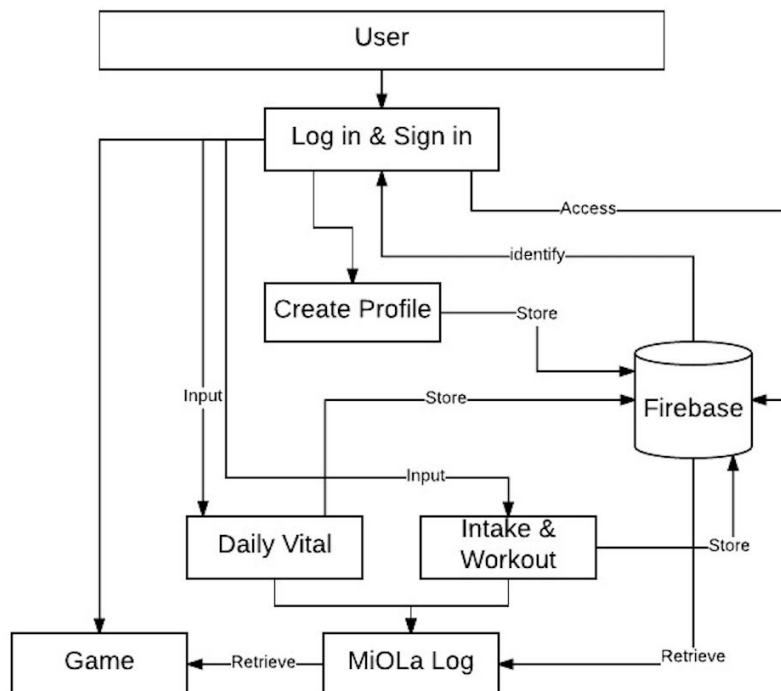 User
Log in & Sign in
Access
identify
Create Profile
Store
Firebase
Input
Store
Input
Daily Vital
Intake &
Workout
Store
Game
Retrieve
MiOLa Log
Retrieve